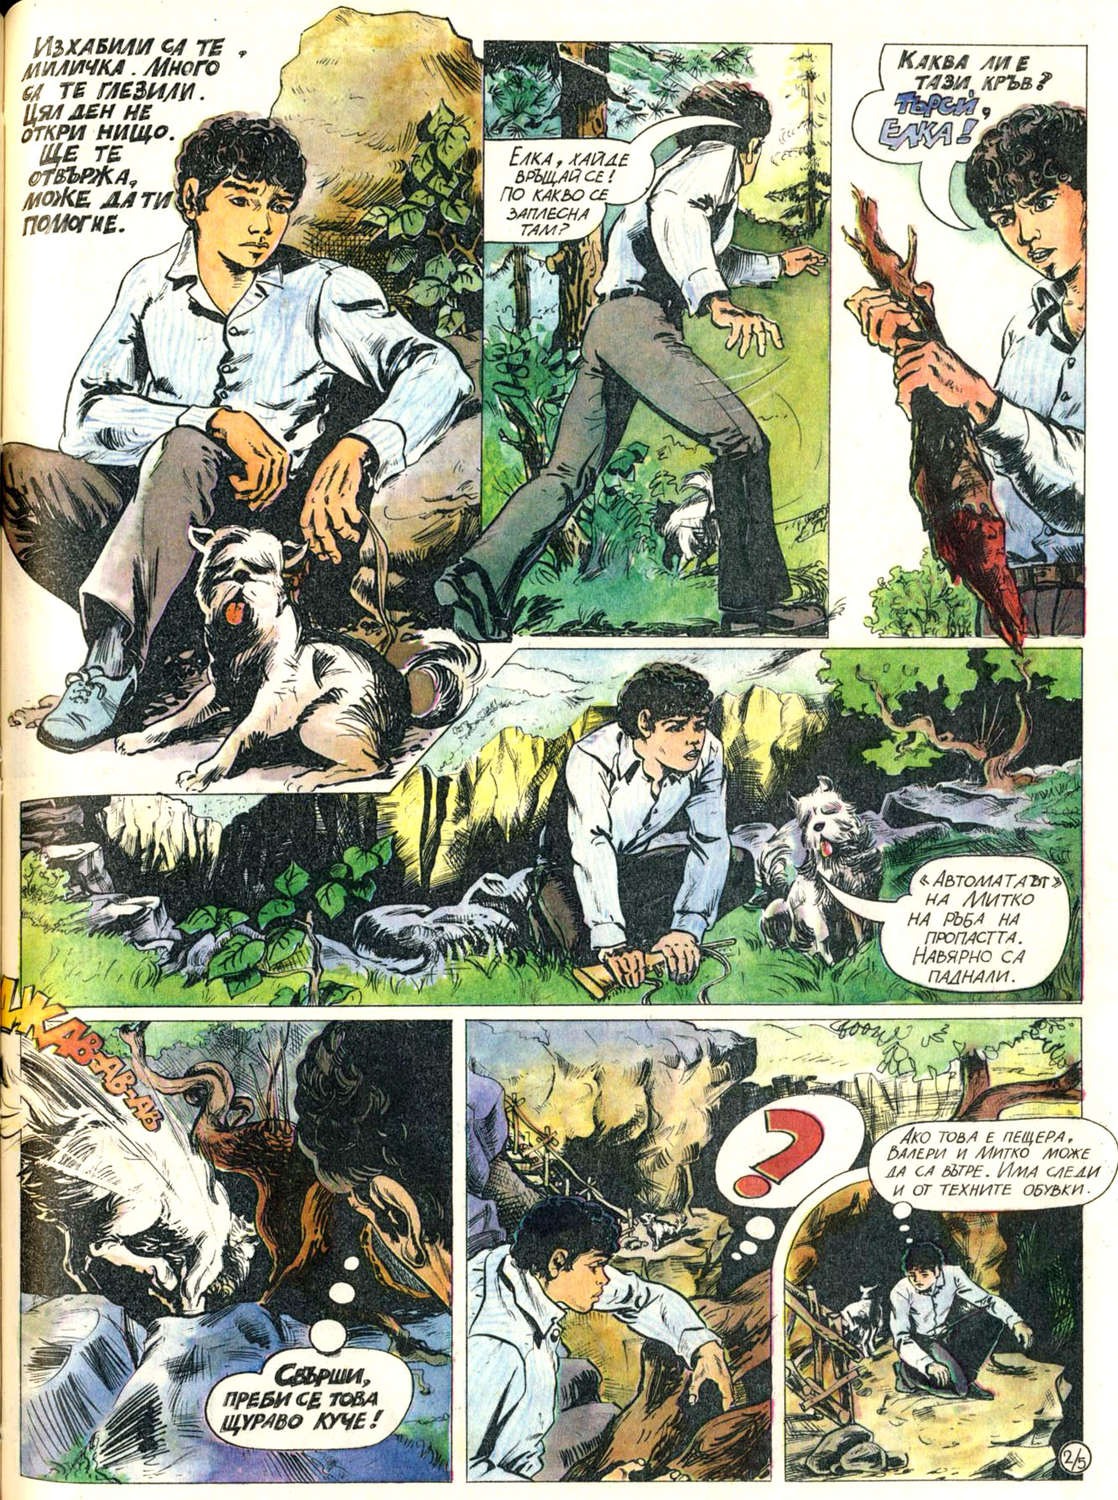 ИЗХАБИЛИ СА ТЕ,
МИЛИЧКА. МНОГО
СА ТЕ ГЛЕЗИЛИ.
ЦЯЛ ДЕН НЕ
ОТКРИ НИЩО.
ЩЕ ТЕ
ОТВЪРЖА,
МОЖЕ ДА ТИ
ПОМОГНЕ.
ЕЛКА, ХАЙДЕ
ВРЪЩАЙ СЕ!
ПО КАКВО СЕ
ЗАПЛЕСНА
ТАМ?
КАКВА ЛИ Е
ТАЗИ КРЪВ?
ТЪРСИ,
ЕЛКА!
«АВТОМАТЪТ»
НА МИТКО
НА РЪБА НА
ПРОПАСТТА.
НАВЯРНО СА
ПАДНАЛИ.
АВ-АВ-АВ
СВЪРШИ,
ПРЕБИ СЕ ТОВА
ЩУРАВО КУЧЕ!
?
АКО ТОВА Е ПЕЩЕРА,
ВАЛЕРИ И МИТКО МОЖЕ
ДА СА ВЪТРЕ. ИМА СЛЕДИ
И ОТ ТЕХНИТЕ ОБУВКИ.
2/5